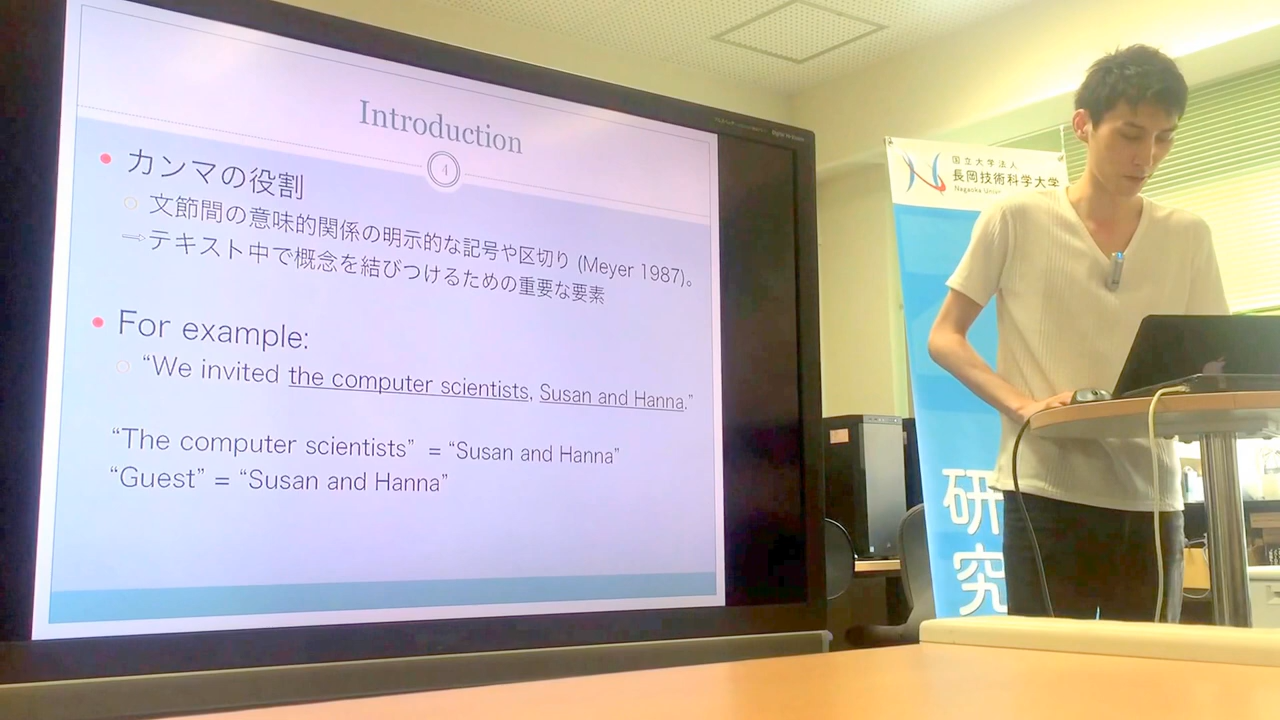 Introduction
4
カンマの役割
文節間の意味的関係の明示的な記号や区切り (Meyer 1987)。
⇒テキスト中で概念を結びつけるための重要な要素
For example:
“We invited the computer scientists, Susan and Hanna.”
“The computer scientists” = “Susan and Hanna”
“Guest” = “Susan and Hanna”
国立大学法人
長岡技術科学大学
Nagaoka
研究